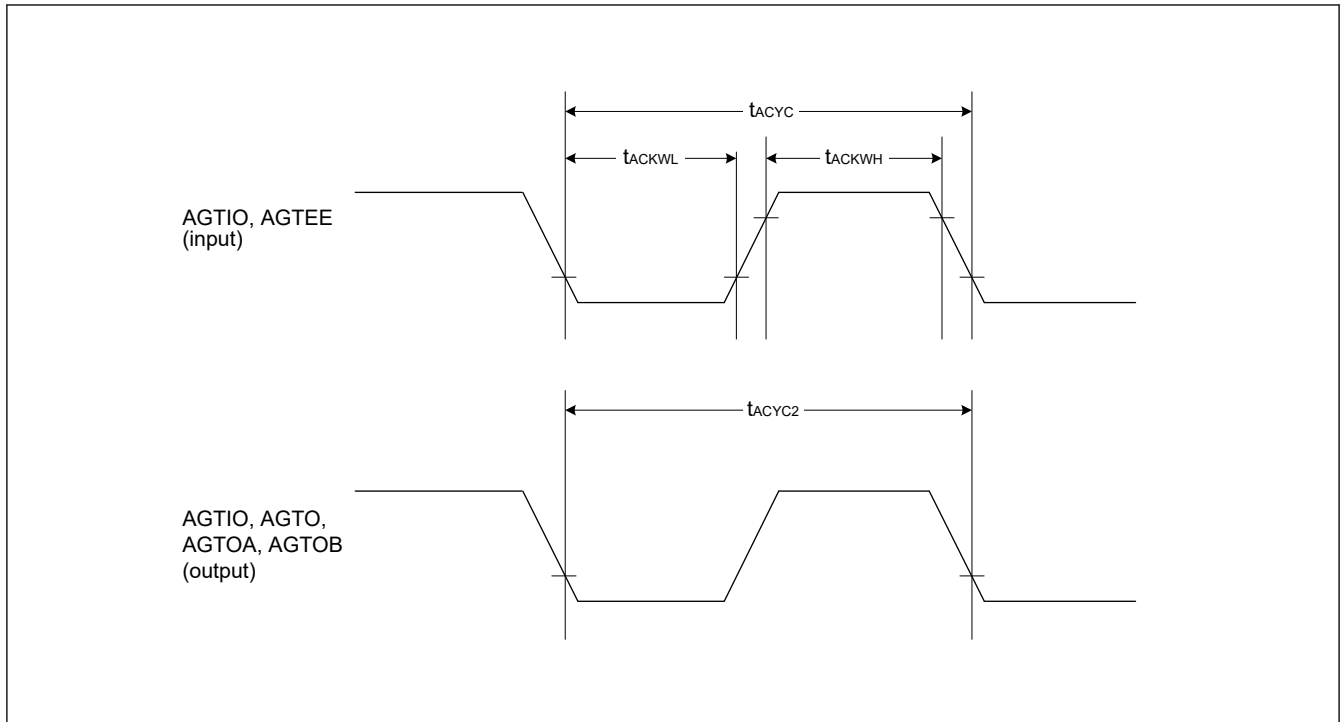 tACYC
tACKWL
tACKWH
AGTIO, AGTEE
(input)
tACYC2
AGTIO, AGTO,
AGTOA, AGTOB
(output)